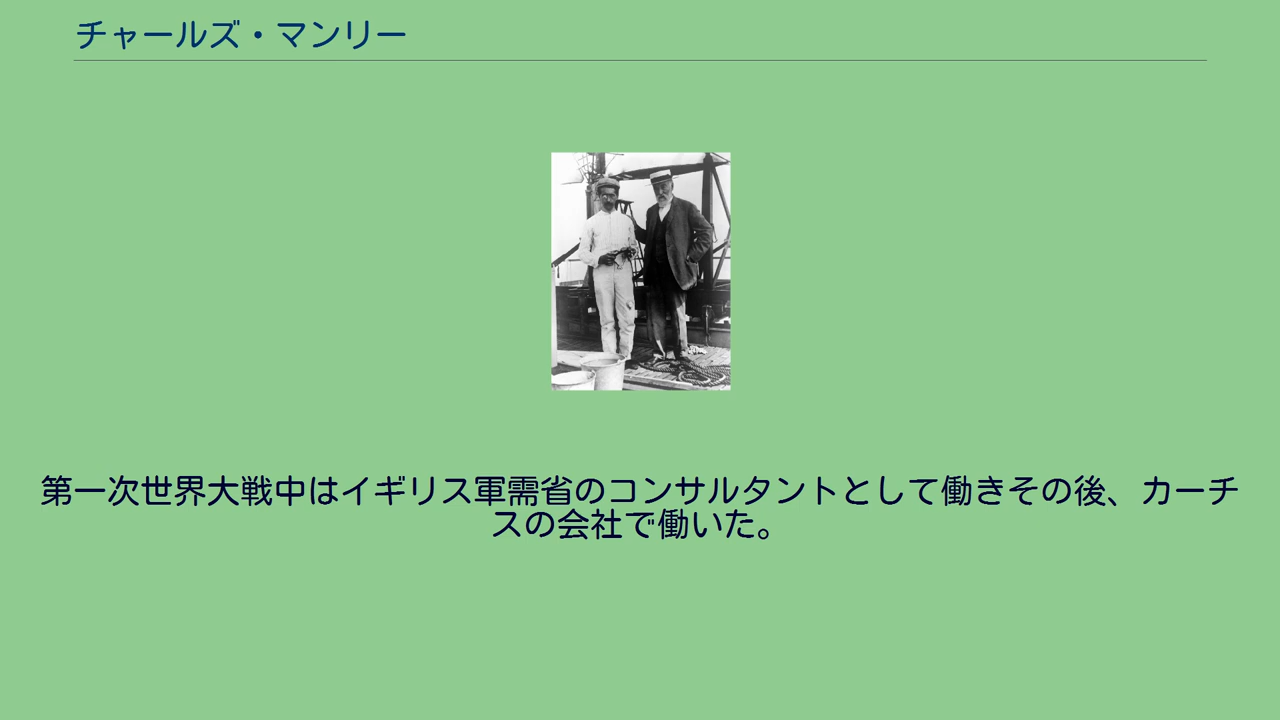 チャールズ・マンリー
第一次世界大戦中はイギリス軍需省のコンサルタントとして働きその後、カーチ
スの会社で働いた。